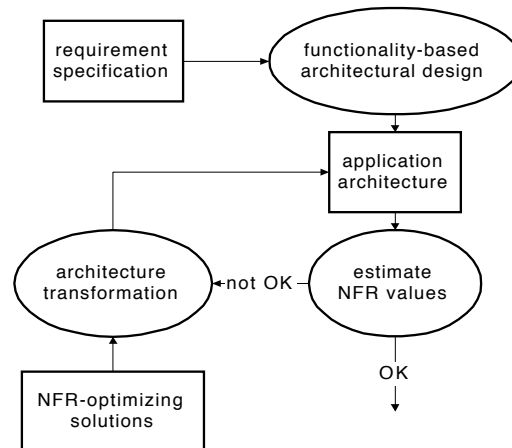 requirement
specification
functionality-based
architectural design
application
architecture
architecture
transformation
not OK
estimate
NFR values
OK
NFR-optimizing
solutions